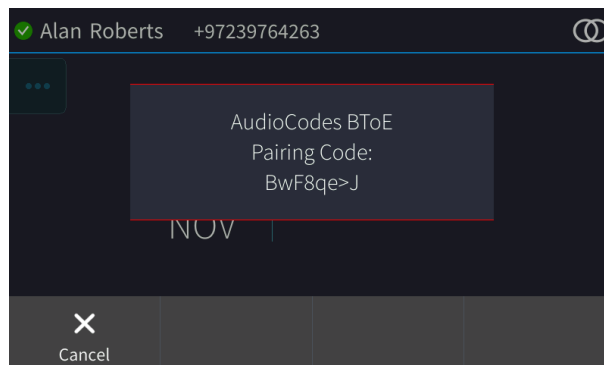 Alan Roberts +97239764263
AudioCodes BToE
Pairing Code:
BwF8qe>J
NOV
Cancel